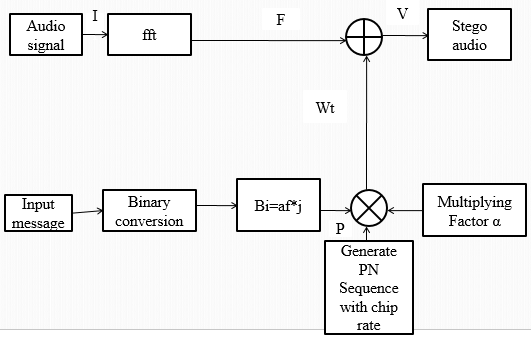 I
F
V
Audio
signal
fft
Stego
audio
Wt
Input
message
Binary
conversion
Bi=af*j
P
Multiplying
Factor α
Generate
PN
Sequence
with chip
rate